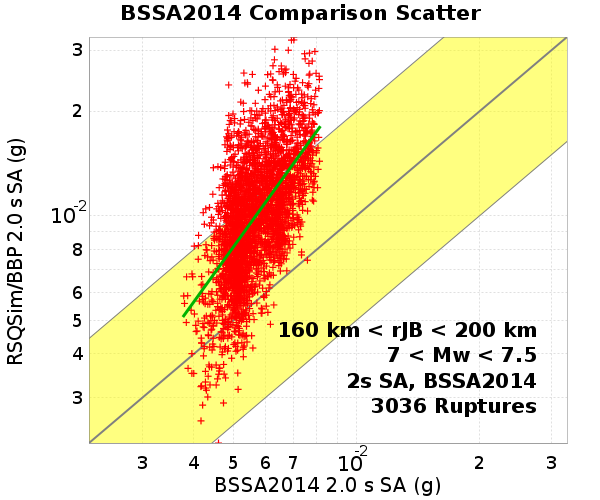 BSSA2014 Comparison Scatter
RSQSim/BBP 2.0 s SA (g)
3
2
10-2
8
6
5
4
3
160 km < rJB < 200 km
7 < Mw < 7.5
2s SA, BSSA2014
3036 Ruptures
3 4 5 6 7 10-2 2 3
BSSA2014 2.0 s SA (g)